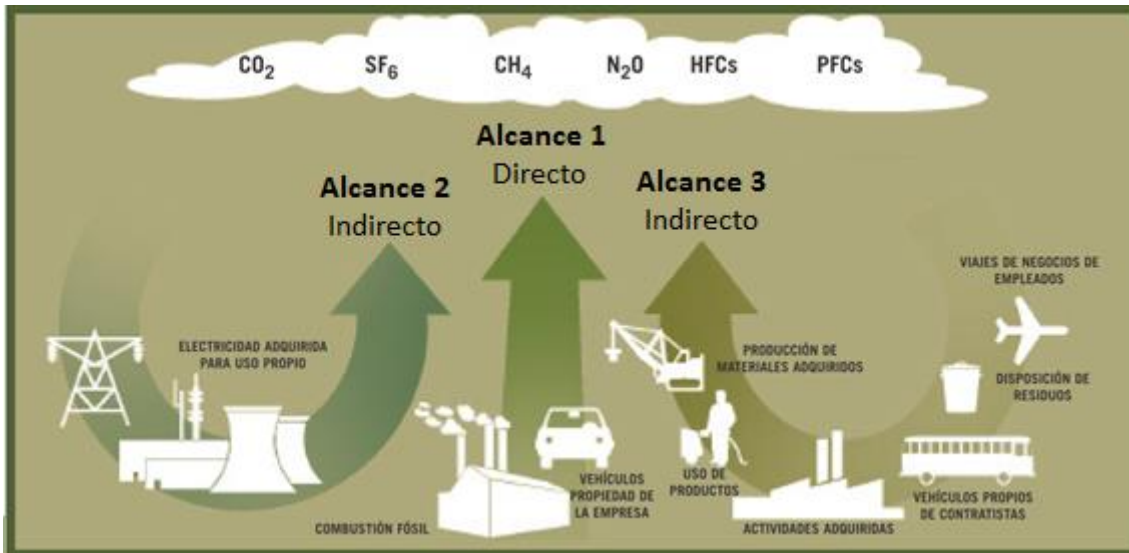 CO₂ SF₆ CH₄ N₂O HFCs PFCs
Alcance 1
Directo
Alcance 2
Indirecto
Alcance 3
Indirecto
VIAJES DE NEGOCIOS DE
EMPLEADOS
ELECTRICIDAD ADQUIRIDA
PARA USO PROPIO
PRODUCCIÓN DE
MATERIALES ADQUIRIDOS
DISPOSICIÓN DE
RESIDUOS
COMBUSTIÓN FÓSIL
VEHÍCULOS
PROPIEDAD DE
LA EMPRESA
USO DE
PRODUCTOS
ACTIVIDADES ADQUIRIDAS
VEHÍCULOS PROPIOS
DE CONTRATISTAS